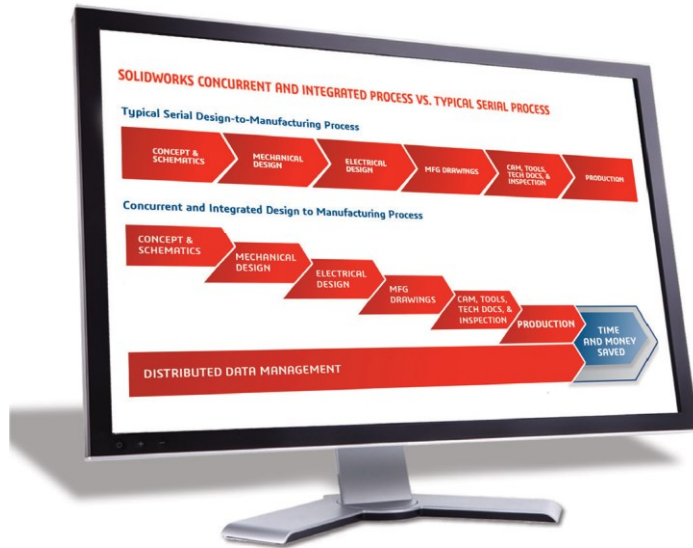 SOLIDWORKS CONCURRENT AND INTEGRATED PROCESS VS. TYPICAL SERIAL PROCESS
Typical Serial Design-to-Manufacturing Process
CONCEPT &
SCHEMATICS
MECHANICAL
DESIGN
ELECTRICAL
DESIGN
MFG DRAWINGS
CAM, TOOLS,
TECH DOCS, &
INSPECTION
PRODUCTION
Concurrent and Integrated Design to Manufacturing Process
CONCEPT &
SCHEMATICS
MECHANICAL
DESIGN
ELECTRICAL
DESIGN
MFG
DRAWINGS
CAM, TOOLS,
TECH DOCS, &
INSPECTION
PRODUCTION
TIME
AND MONEY
SAVED
DISTRIBUTED DATA MANAGEMENT